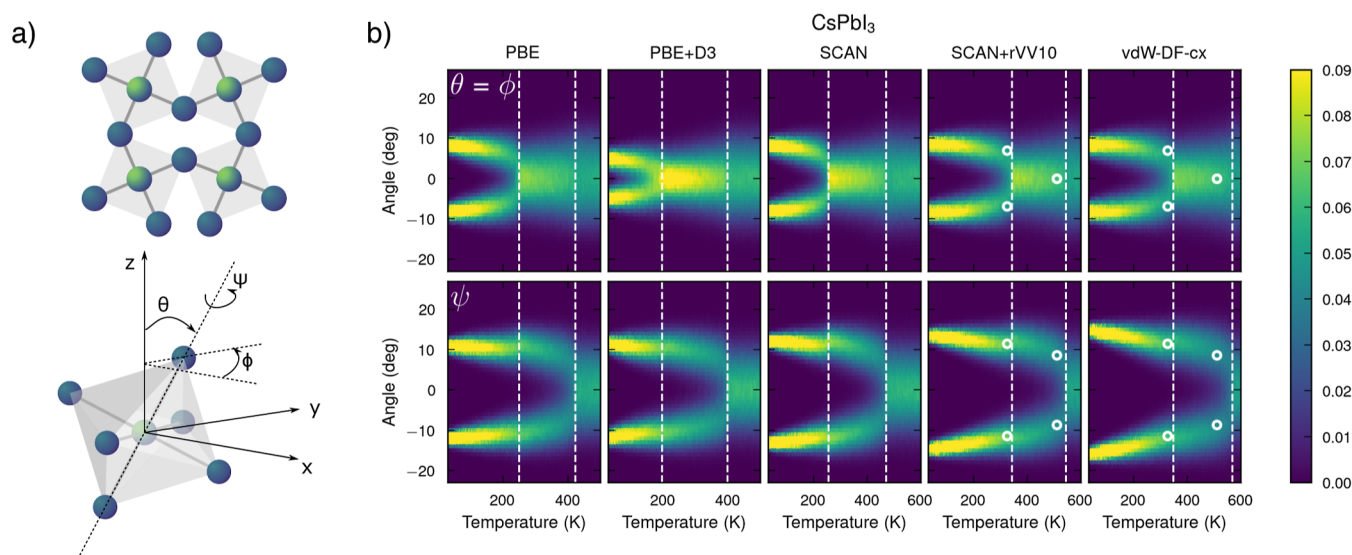 a)
z
θ
ψ
ϕ
y
x
b)
CsPbI₃
PBE PBE+D3 SCAN SCAN+rVV10 vdW-DF-cx
θ = ϕ
Angle (deg)
20
10
0
−10
−20
ψ
Angle (deg)
20
10
0
−10
−20
200 400 200 400 200 400 600 200 400 600 200 400 600
Temperature (K) Temperature (K) Temperature (K) Temperature (K) Temperature (K)
0.09
0.08
0.07
0.06
0.05
0.04
0.03
0.02
0.01
0.00